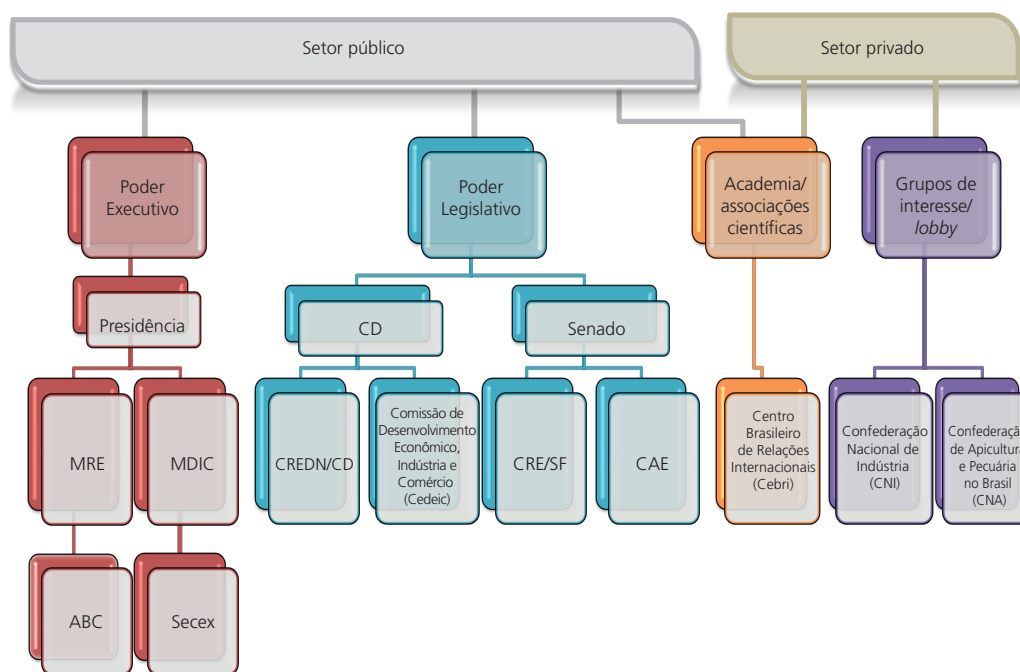 Setor público
Setor privado
Poder
Executivo
Poder
Legislativo
Academia/
associações
científicas
Grupos de
interesse/
lobby
Presidência
CD
Senado
MRE
MDIC
CREDN/CD
Comissão de
Desenvolvimento
Econômico,
Indústria e
Comércio
(Cedeic)
CRE/SF
CAE
Centro
Brasileiro
de Relações
Internacionais
(Cebri)
Confederação
Nacional de
Indústria
(CNI)
Confederação
de Apicultura
e Pecuária
no Brasil
(CNA)
ABC
Secex